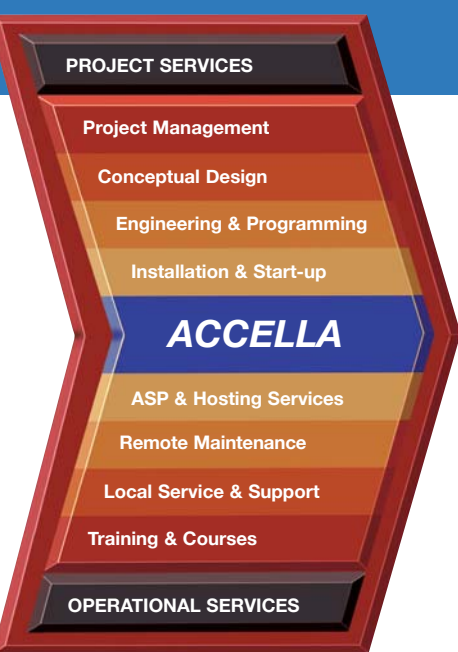 PROJECT SERVICES
Project Management
Conceptual Design
Engineering & Programming
Installation & Start-up
ACCELLA
ASP & Hosting Services
Remote Maintenance
Local Service & Support
Training & Courses
OPERATIONAL SERVICES